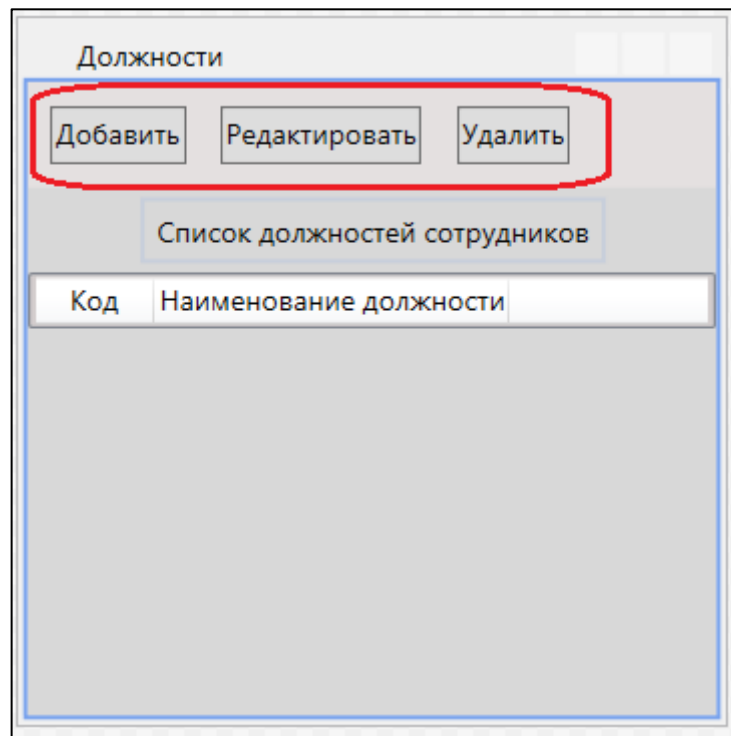 Должности
Добавить Редактировать Удалить
Список должностей сотрудников
Код Наименование должности